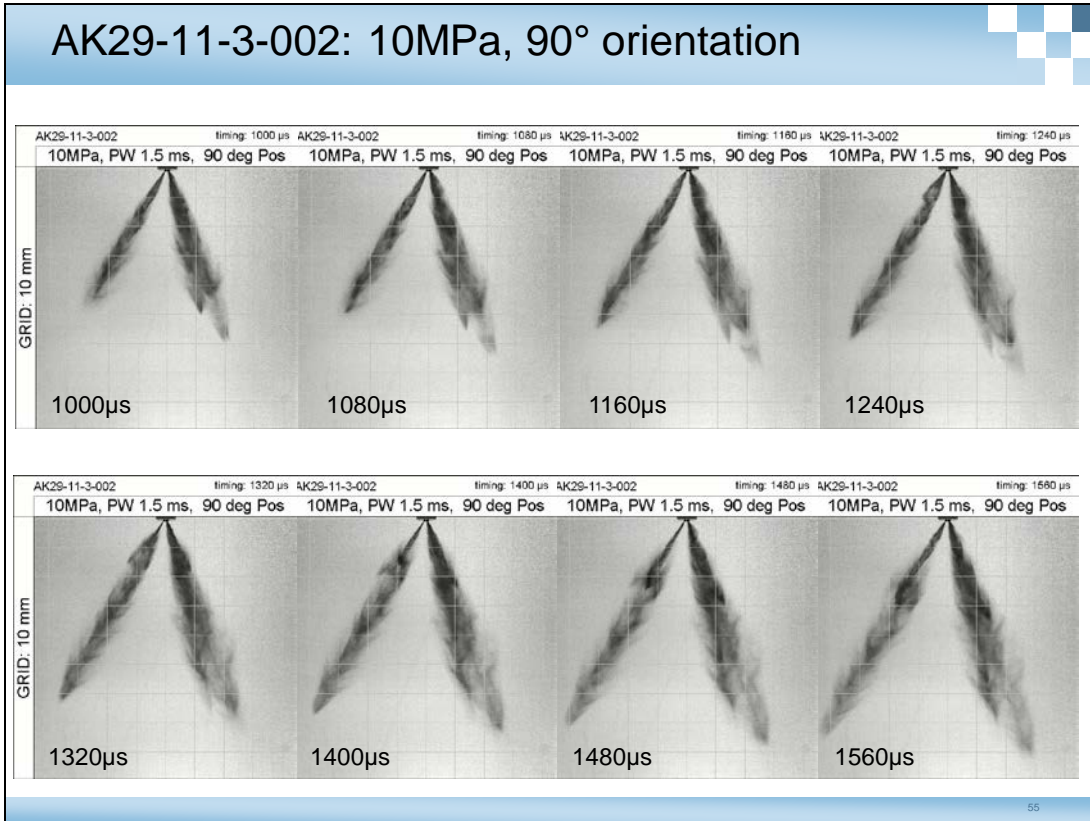 AK29-11-3-002: 10MPa, 90° orientation
AK29-11-3-002 timing: 1000 µs AK29-11-3-002 timing: 1080 µs AK29-11-3-002 timing: 1160 µs AK29-11-3-002 timing: 1240 µs
10MPa, PW 1.5 ms, 90 deg Pos 10MPa, PW 1.5 ms, 90 deg Pos 10MPa, PW 1.5 ms, 90 deg Pos 10MPa, PW 1.5 ms, 90 deg Pos
GRID: 10 mm
1000µs 1080µs 1160µs 1240µs
AK29-11-3-002 timing: 1320 µs AK29-11-3-002 timing: 1400 µs AK29-11-3-002 timing: 1480 µs AK29-11-3-002 timing: 1560 µs
10MPa, PW 1.5 ms, 90 deg Pos 10MPa, PW 1.5 ms, 90 deg Pos 10MPa, PW 1.5 ms, 90 deg Pos 10MPa, PW 1.5 ms, 90 deg Pos
GRID: 10 mm
1320µs 1400µs 1480µs 1560µs
55